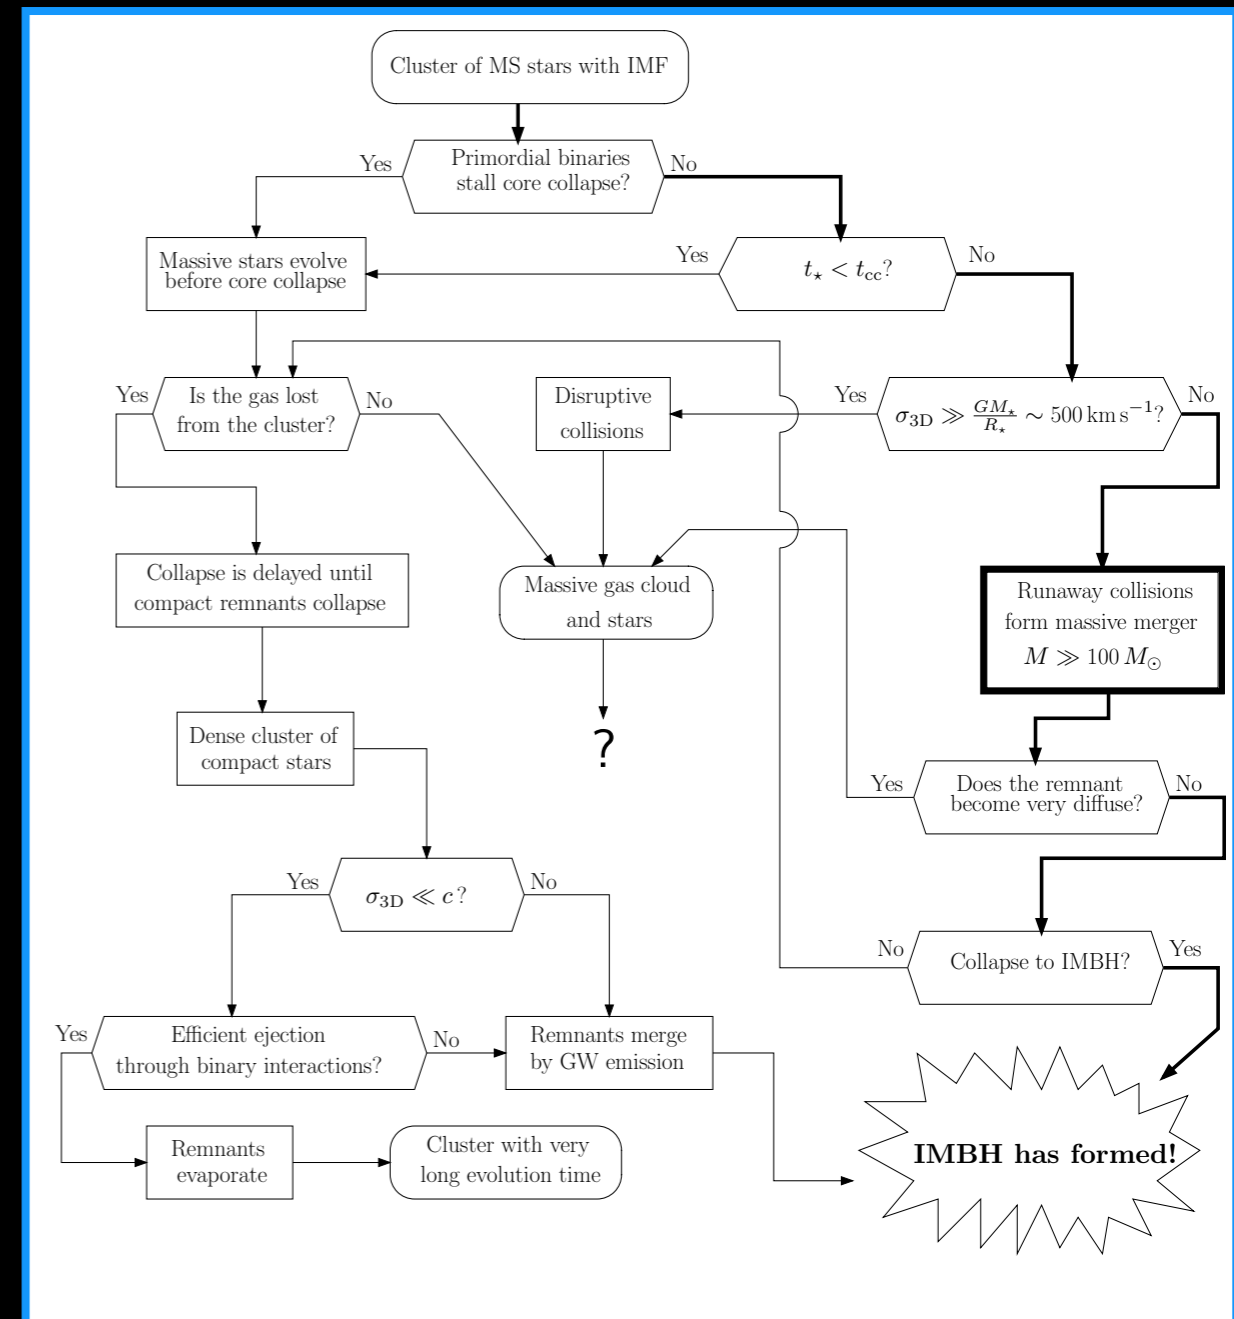 Cluster of MS stars with IMF
Yes
Primordial binaries
stall core collapse?
No
Massive stars evolve
before core collapse
Yes
t⋆ < tcc?
No
Yes
Is the gas lost
from the cluster?
No
Disruptive
collisions
Yes
σ3D ≫ GM⋆/R⋆ ∼ 500 km s−1?
No
Collapse is delayed until
compact remnants collapse
Massive gas cloud
and stars
Runaway collisions
form massive merger
M ≫ 100 M⊙
Dense cluster of
compact stars
?
Yes
Does the remnant
become very diffuse?
No
Yes
σ3D ≪ c?
No
No
Collapse to IMBH?
Yes
Yes
Efficient ejection
through binary interactions?
No
Remnants merge
by GW emission
Remnants
evaporate
Cluster with very
long evolution time
IMBH has formed!